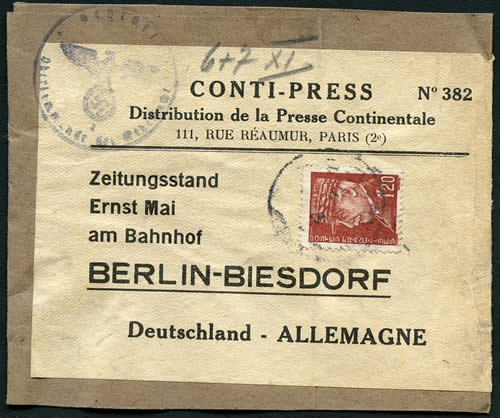 6+7 XI
CONTI-PRESS Nº 382
Distribution de la Presse Continentale
111, RUE RÉAUMUR, PARIS (2e)
Zeitungsstand
Ernst Mai
am Bahnhof
BERLIN-BIESDORF
Deutschland - ALLEMAGNE
1f20